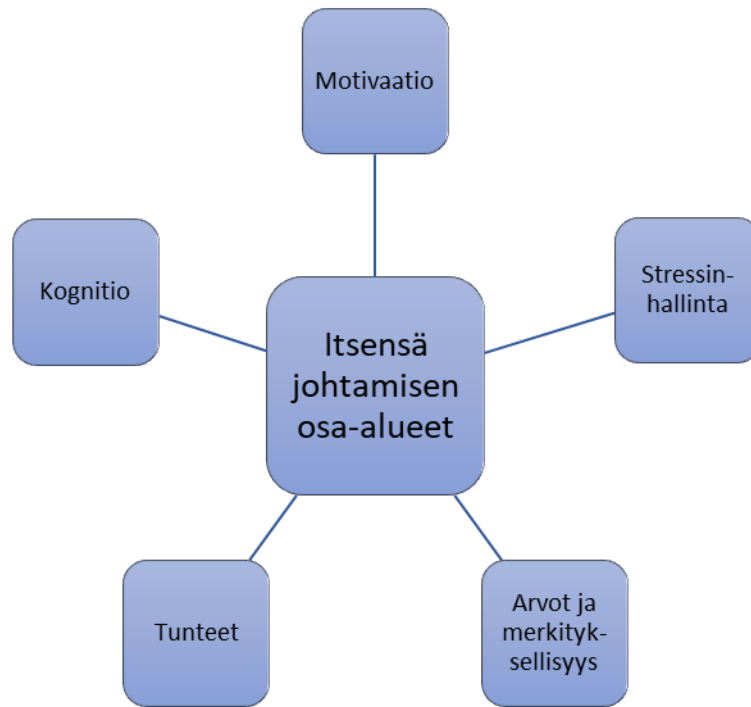 Motivaatio
Kognitio
Stressin-
hallinta
Itsensä
johtamisen
osa-alueet
Tunteet
Arvot ja
merkityk-
sellisyys